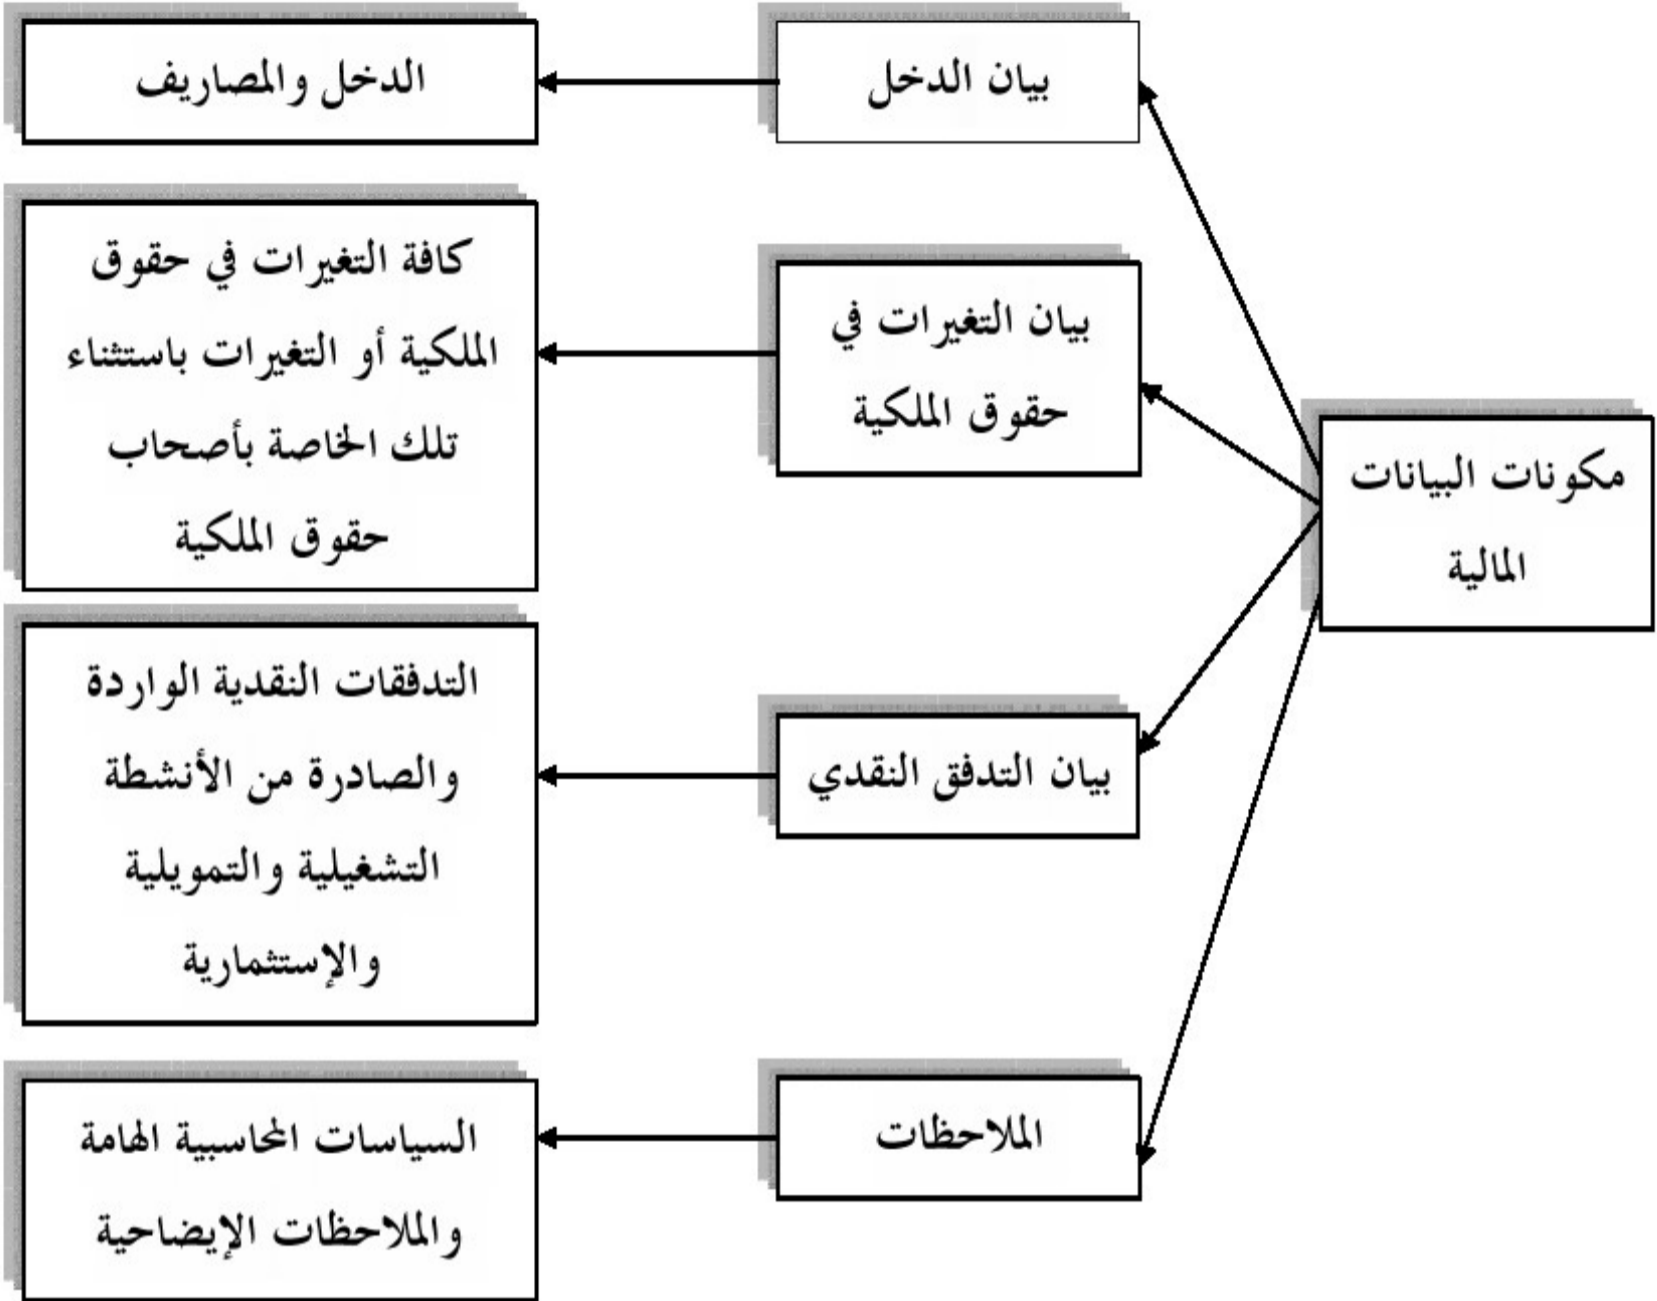 مكونات البيانات
المالية
بيان الدخل
الدخل والمصاريف
بيان التغيرات في
حقوق الملكية
كافة التغيرات في حقوق
الملكية أو التغيرات باستثناء
تلك الخاصة بأصحاب
حقوق الملكية
بيان التدفق النقدي
التدفقات النقدية الواردة
والصادرة من الأنشطة
التشغيلية والتمويلية
والإستثمارية
الملاحظات
السياسات المحاسبية الهامة
والملاحظات الإيضاحية